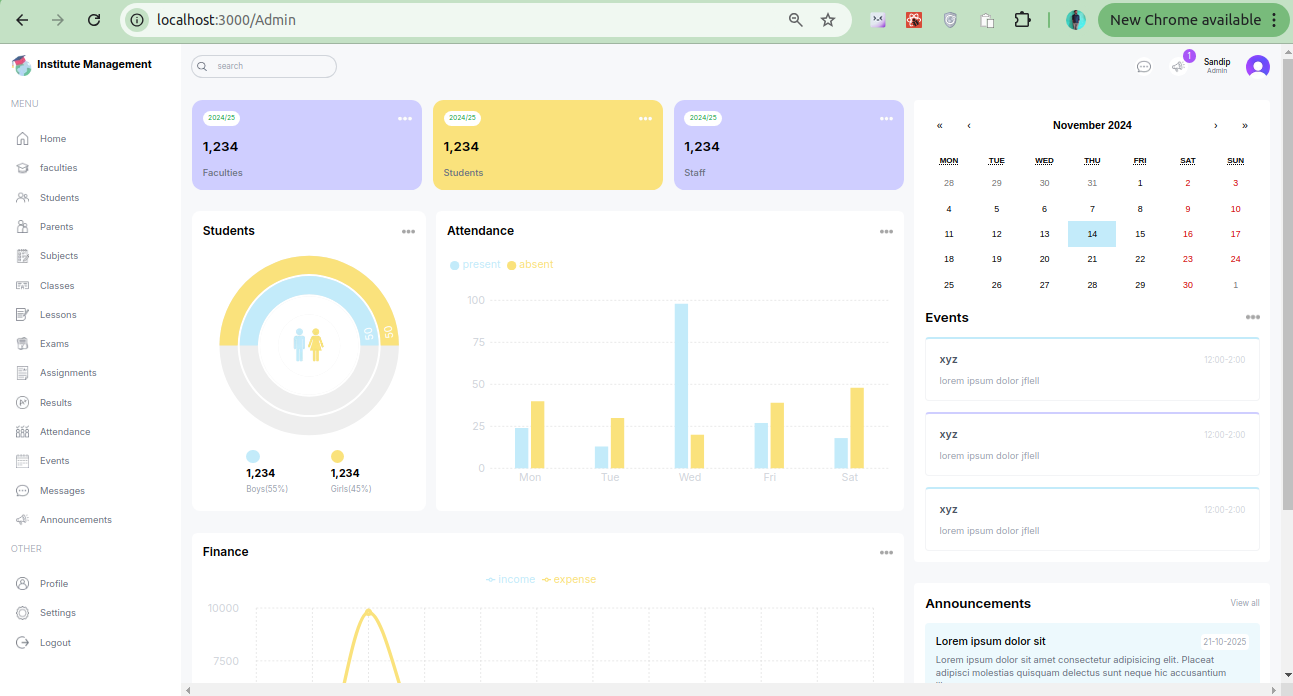 localhost:3000/Admin
New Chrome available
Institute Management
search
1
Sandip
Admin
MENU
Home
faculties
Students
Parents
Subjects
Classes
Lessons
Exams
Assignments
Results
Attendance
Events
Messages
Announcements
OTHER
Profile
Settings
Logout
2024/25
1,234
Faculties
2024/25
1,234
Students
2024/25
1,234
Staff
Students
50 50
1,234 1,234
Boys(55%) Girls(45%)
Attendance
present absent
100
75
50
25
0
Mon Tue Wed Fri Sat
Finance
income expense
10000
7500
« ‹ November 2024 › »
MON TUE WED THU FRI SAT SUN
28 29 30 31 1 2 3
4 5 6 7 8 9 10
11 12 13 14 15 16 17
18 19 20 21 22 23 24
25 26 27 28 29 30 1
Events
xyz 12:00-2:00
lorem ipsum dolor jflell
xyz 12:00-2:00
lorem ipsum dolor jflell
xyz 12:00-2:00
lorem ipsum dolor jflell
Announcements View all
Lorem ipsum dolor sit 21-10-2025
Lorem ipsum dolor sit amet consectetur adipisicing elit. Placeat
adipisci molestias quisquam delectus sunt neque hic accusantium